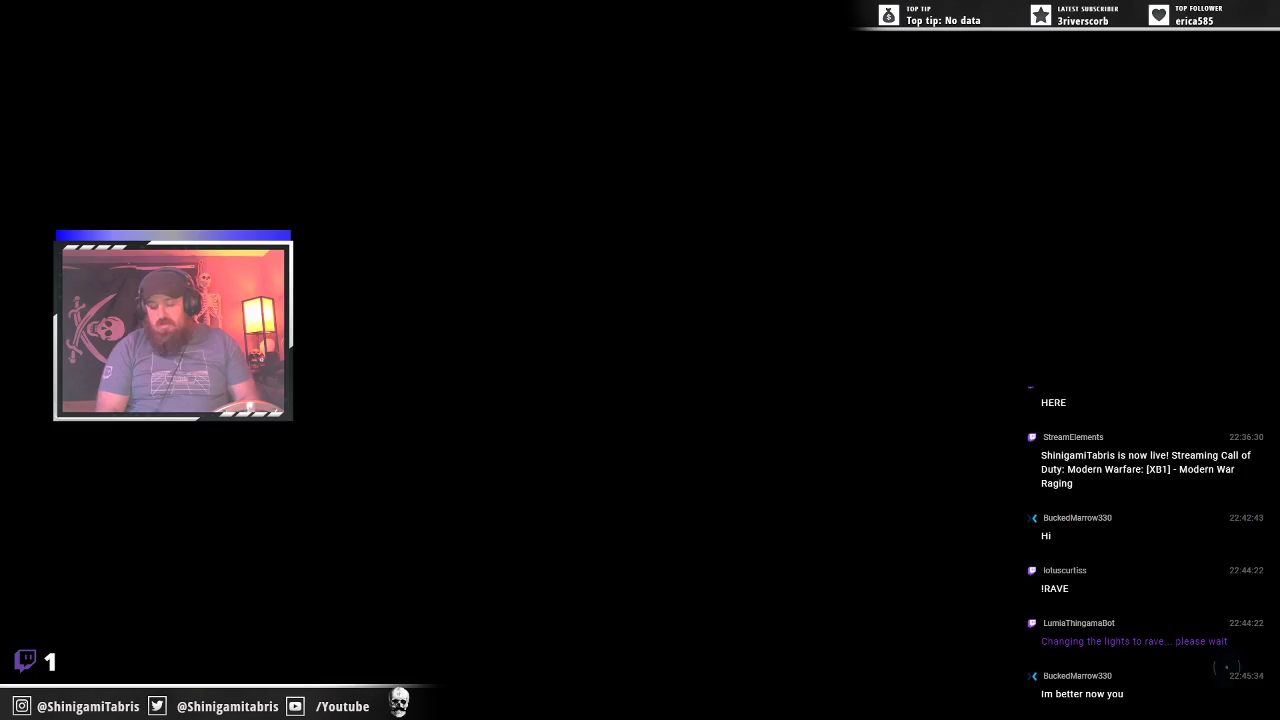 TOP TIP
Top tip: No data
LATEST SUBSCRIBER
3riverscorb
TOP FOLLOWER
erica585
HERE
StreamElements 22:36:30
ShinigamiTabris is now live! Streaming Call of
Duty: Modern Warfare: [XB1] - Modern War
Raging
BuckedMarrow330 22:42:43
Hi
lotuscurtiss 22:44:22
!RAVE
LumiaThingamaBot 22:44:22
Changing the lights to rave... please wait
BuckedMarrow330 22:45:34
Im better now you
1
@ShinigamiTabris @Shinigamitabris /Youtube